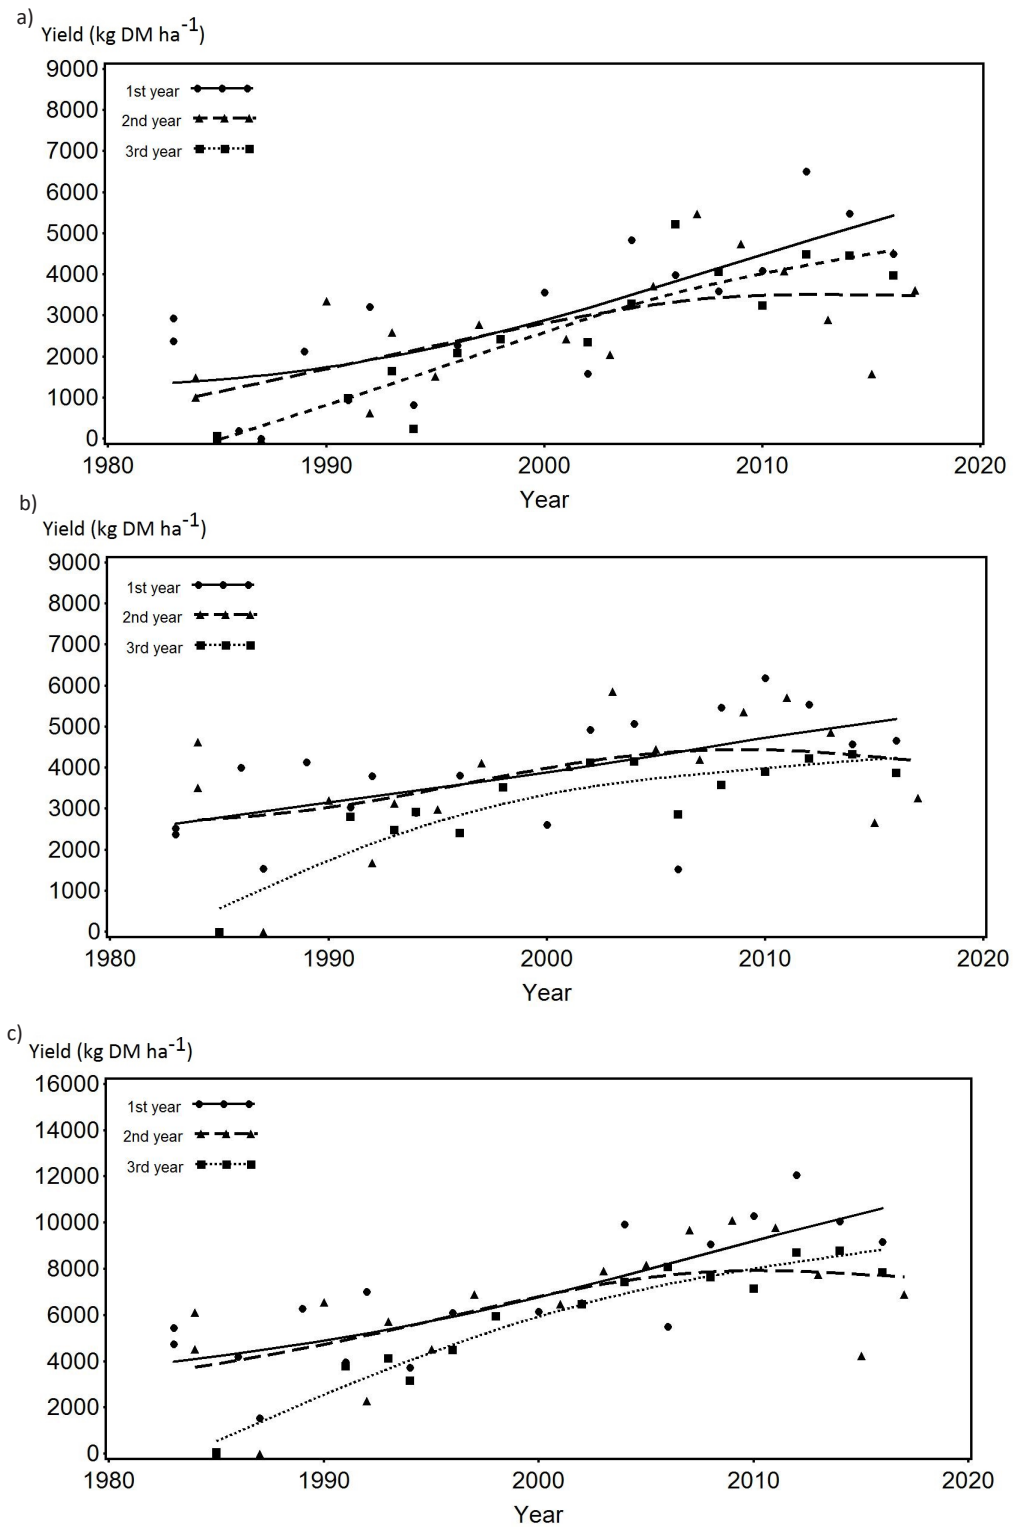 a)
Yield (kg DM ha-1)
9000
8000
7000
6000
5000
4000
3000
2000
1000
0
1st year
2nd year
3rd year
1980 1990 2000 2010 2020
Year
b)
Yield (kg DM ha-1)
9000
8000
7000
6000
5000
4000
3000
2000
1000
0
1st year
2nd year
3rd year
1980 1990 2000 2010 2020
Year
c)
Yield (kg DM ha-1)
16000
14000
12000
10000
8000
6000
4000
2000
0
1st year
2nd year
3rd year
1980 1990 2000 2010 2020
Year